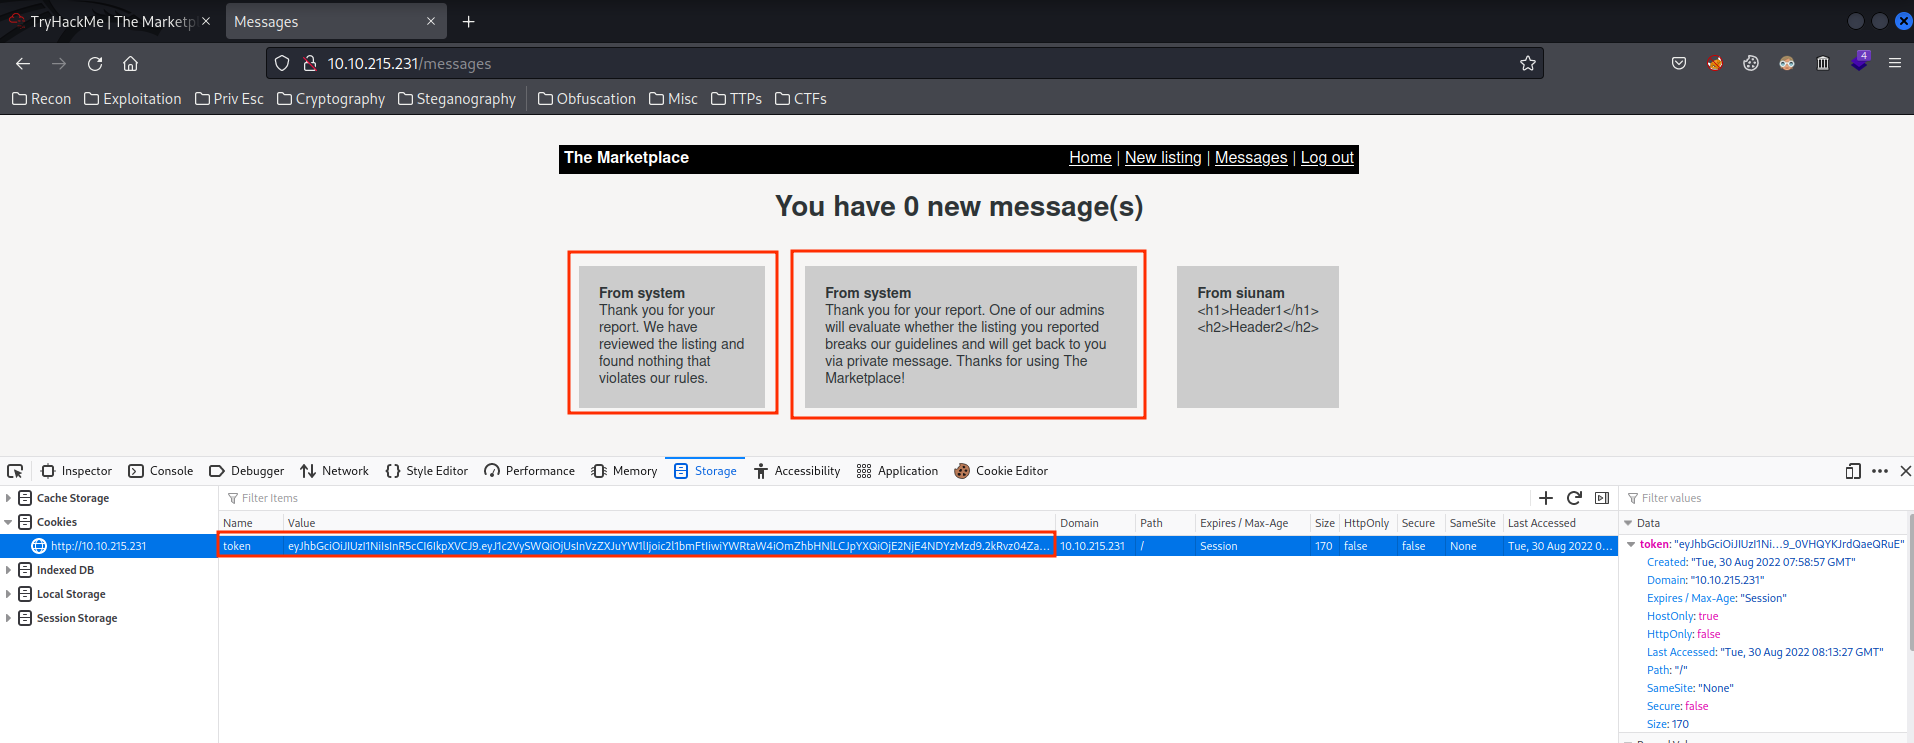 TryHackMe | The Marketp
Messages
10.10.215.231/messages
4
Recon
Exploitation
Priv Esc
Cryptography
Steganography
Obfuscation
Misc
TTPs
CTFs
The Marketplace
Home | New listing | Messages | Log out
You have 0 new message(s)
From system
Thank you for your
report. We have
reviewed the listing and
found nothing that
violates our rules.
From system
Thank you for your report. One of our admins
will evaluate whether the listing you reported
breaks our guidelines and will get back to you
via private message. Thanks for using The
Marketplace!
From siunam
<h1>Header1</h1>
<h2>Header2</h2>
Inspector
Console
Debugger
Network
Style Editor
Performance
Memory
Storage
Accessibility
Application
Cookie Editor
Cache Storage
Cookies
http://10.10.215.231
Indexed DB
Local Storage
Session Storage
Filter Items
Name Value Domain Path Expires / Max-Age Size HttpOnly Secure SameSite Last Accessed
token eyJhbGciOiJIUzI1NiIsInR5cCI6IkpXVCJ9.eyJ1c2VySWQiOjUsInVzZXJuYW1lIjoic2l1bmFtIiwiYWRtaW4iOmZhbHNlLCJpYXQiOjE2NjE4NDYzMzd9.2kRvz04Za... 10.10.215.231 / Session 170 false false None Tue, 30 Aug 2022 0...
Filter values
Data
token: "eyJhbGciOiJIUzI1Ni...9_0VHQYKJrdQaeQRuE"
Created: "Tue, 30 Aug 2022 07:58:57 GMT"
Domain: "10.10.215.231"
Expires / Max-Age: "Session"
HostOnly: true
HttpOnly: false
Last Accessed: "Tue, 30 Aug 2022 08:13:27 GMT"
Path: "/"
SameSite: "None"
Secure: false
Size: 170